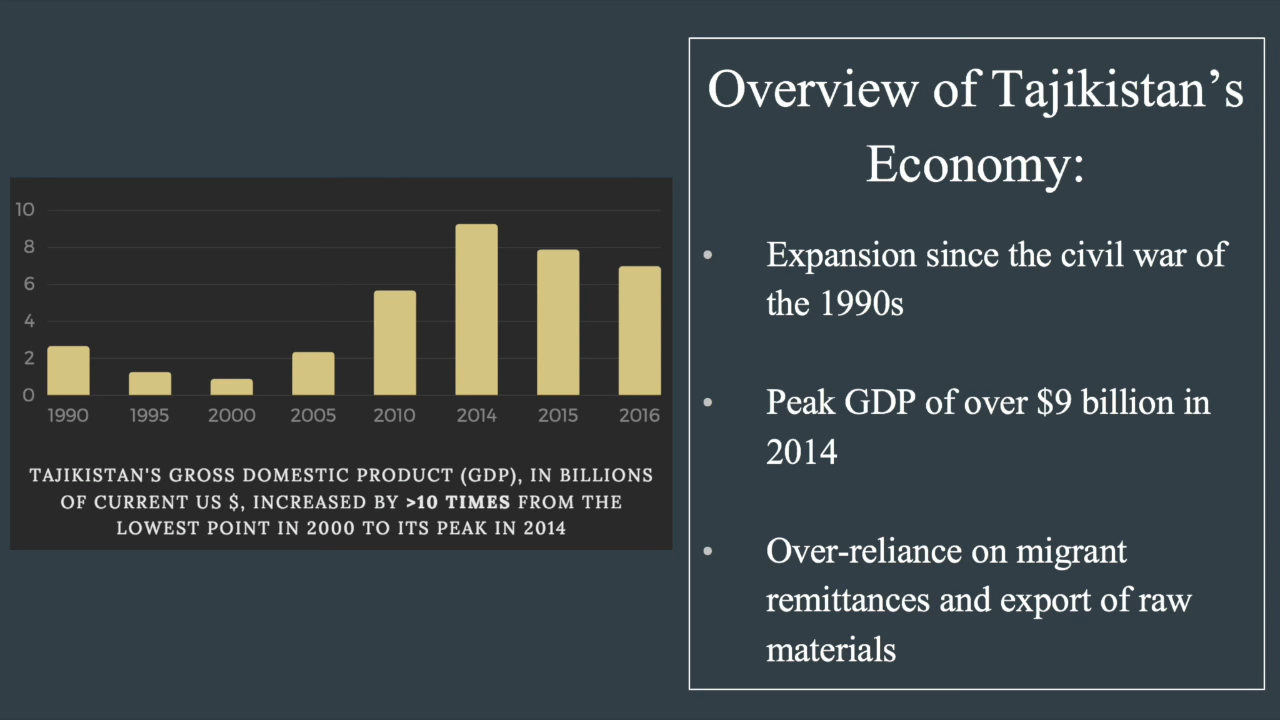 10
8
6
4
2
0
1990 1995 2000 2005 2010 2014 2015 2016
TAJIKISTAN'S GROSS DOMESTIC PRODUCT (GDP), IN BILLIONS
OF CURRENT US $, INCREASED BY >10 TIMES FROM THE
LOWEST POINT IN 2000 TO ITS PEAK IN 2014
Overview of Tajikistan’s
Economy:
• Expansion since the civil war of
the 1990s
• Peak GDP of over $9 billion in
2014
• Over-reliance on migrant
remittances and export of raw
materials